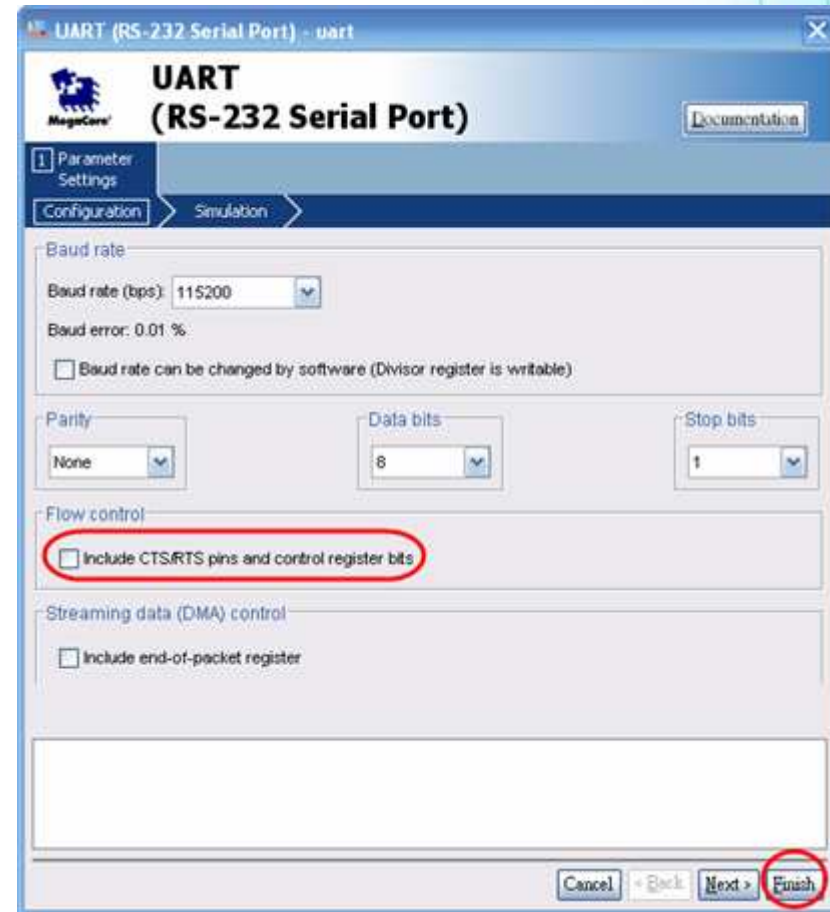 UART (RS-232 Serial Port) - uart
UART
(RS-232 Serial Port)
MegaCore'
Documentation
1 Parameter
Settings
Configuration
Simulation
Baud rate
Baud rate (bps): 115200
Baud error: 0.01 %
Baud rate can be changed by software (Divisor register is writable)
Parity
Data bits
Stop bits
None
8
1
Flow control
Include CTS/RTS pins and control register bits
Streaming data (DMA) control
Include end-of-packet register
Cancel
< Back
Next >
Finish